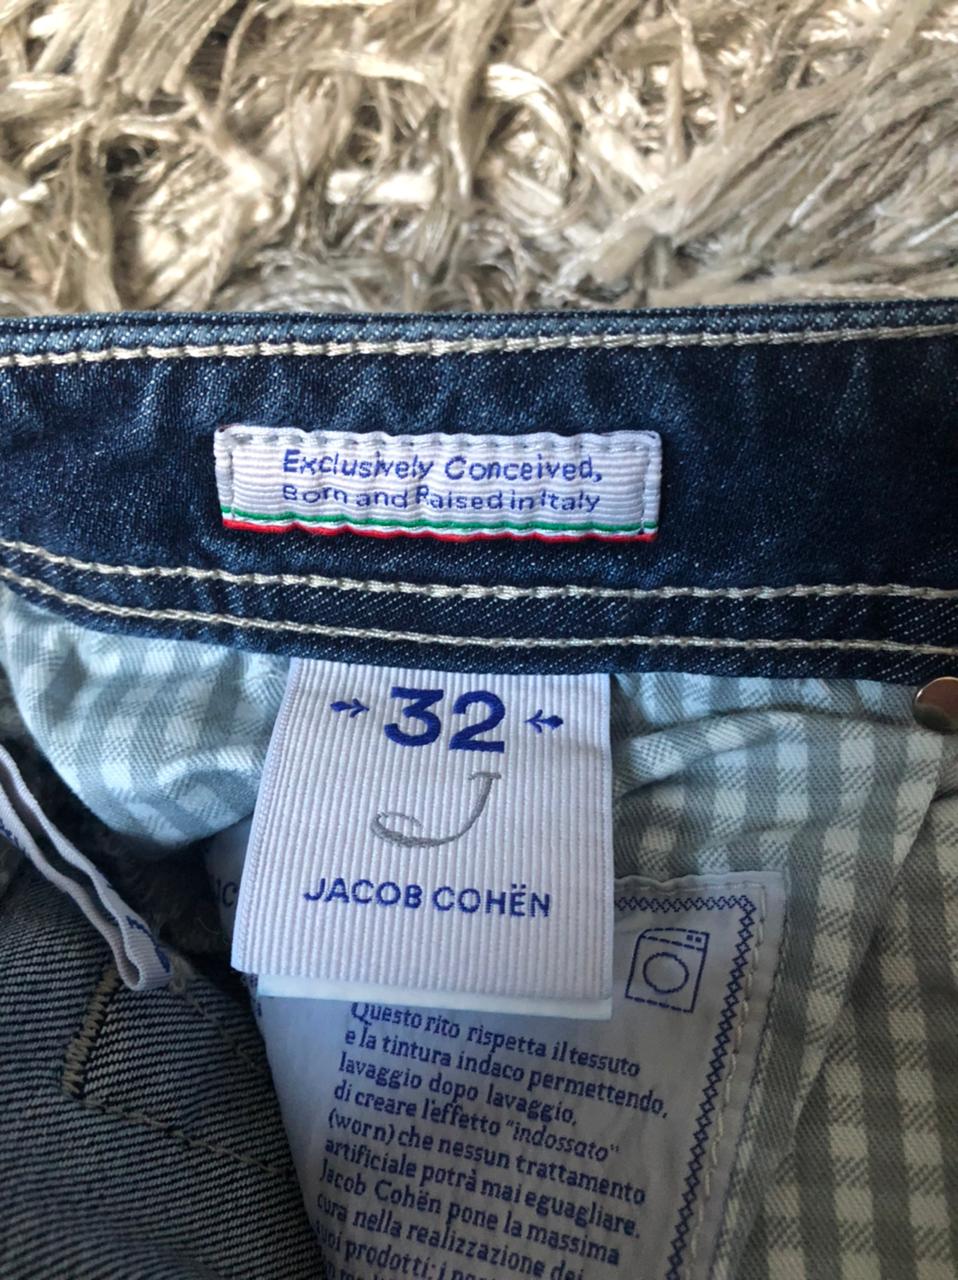 Exclusively Conceived,
Born and Raised in Italy
32
J
JACOB COHËN
Questo rito rispetta il tessuto
e la tintura indaco permettendo,
lavaggio dopo lavaggio,
di creare l'effetto "indossato"
(worn) che nessun trattamento
artificiale potrà mai eguagliare.
Jacob Cohën pone la massima
cura nella realizzazione dei
suoi prodotti: i